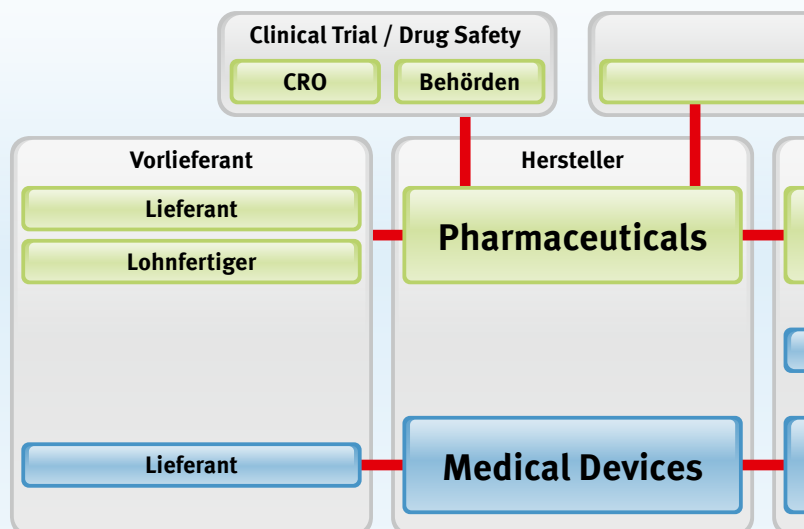 Clinical Trial / Drug Safety
CRO
Behörden
Vorlieferant
Lieferant
Lohnfertiger
Lieferant
Hersteller
Pharmaceuticals
Medical Devices